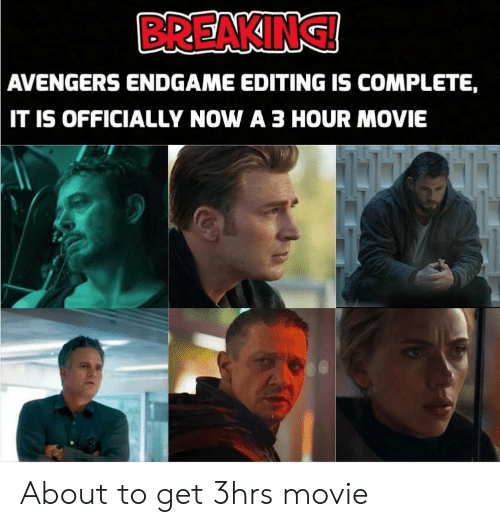 BREAKING!
AVENGERS ENDGAME EDITING IS COMPLETE,
IT IS OFFICIALLY NOW A 3 HOUR MOVIE
About to get 3hrs movie